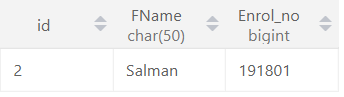 id FName Enrol_no
char(50) bigint
2 Salman 191801